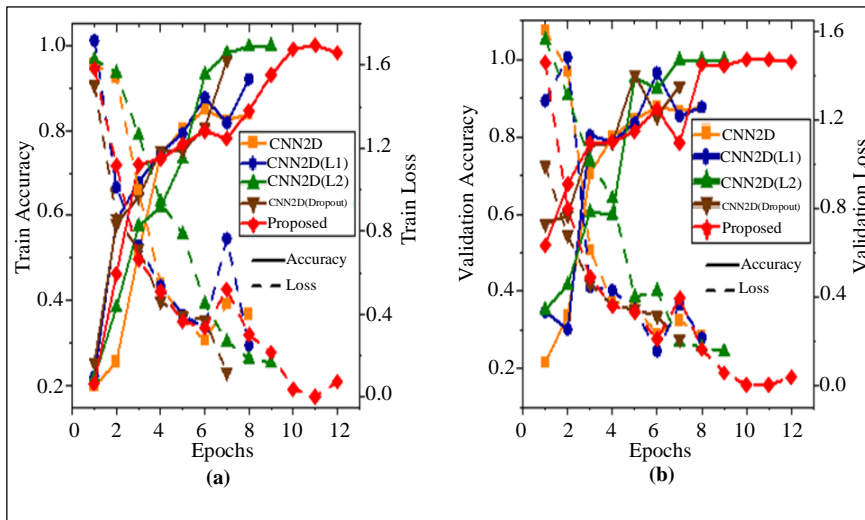 1.0
0.8
0.6
0.4
0.2
Train Accuracy
1.6
1.2
0.8
0.4
0.0
Train Loss
CNN2D
CNN2D(L1)
CNN2D(L2)
CNN2D(Dropout)
Proposed
Accuracy
Loss
0 2 4 6 8 10 12
Epochs
(a)
1.0
0.8
0.6
0.4
0.2
Validation Accuracy
1.6
1.2
0.8
0.4
0.0
Validation Loss
CNN2D
CNN2D(L1)
CNN2D(L2)
CNN2D(Dropout)
Proposed
Accuracy
Loss
0 2 4 6 8 10 12
Epochs
(b)